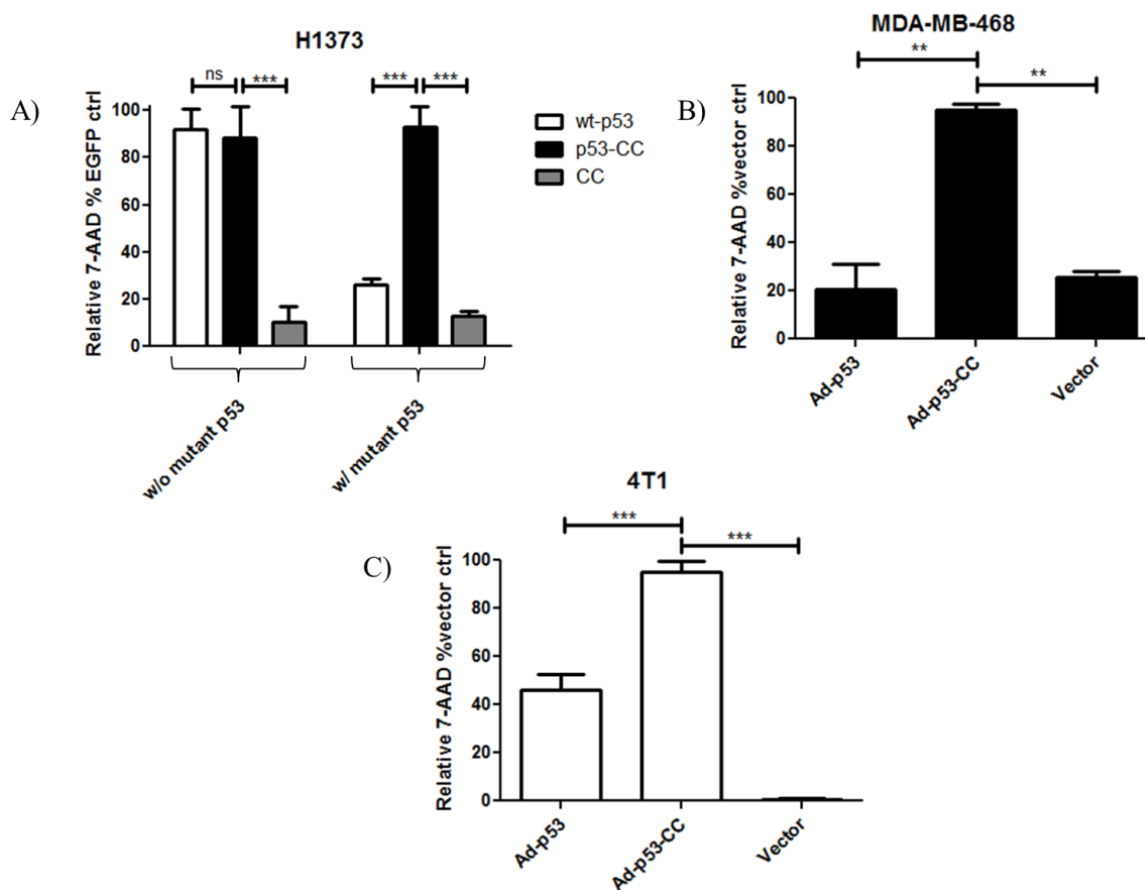 A)
H1373
ns *** *** ***
Relative 7-AAD % EGFP ctrl
100
80
60
40
20
0
w/o mutant p53
w/ mutant p53
wt-p53
p53-CC
CC
B)
MDA-MB-468
**
**
Relative 7-AAD %vector ctrl
100
80
60
40
20
0
Ad-p53
Ad-p53-CC
Vector
C)
4T1
***
***
Relative 7-AAD %vector ctrl
100
80
60
40
20
0
Ad-p53
Ad-p53-CC
Vector